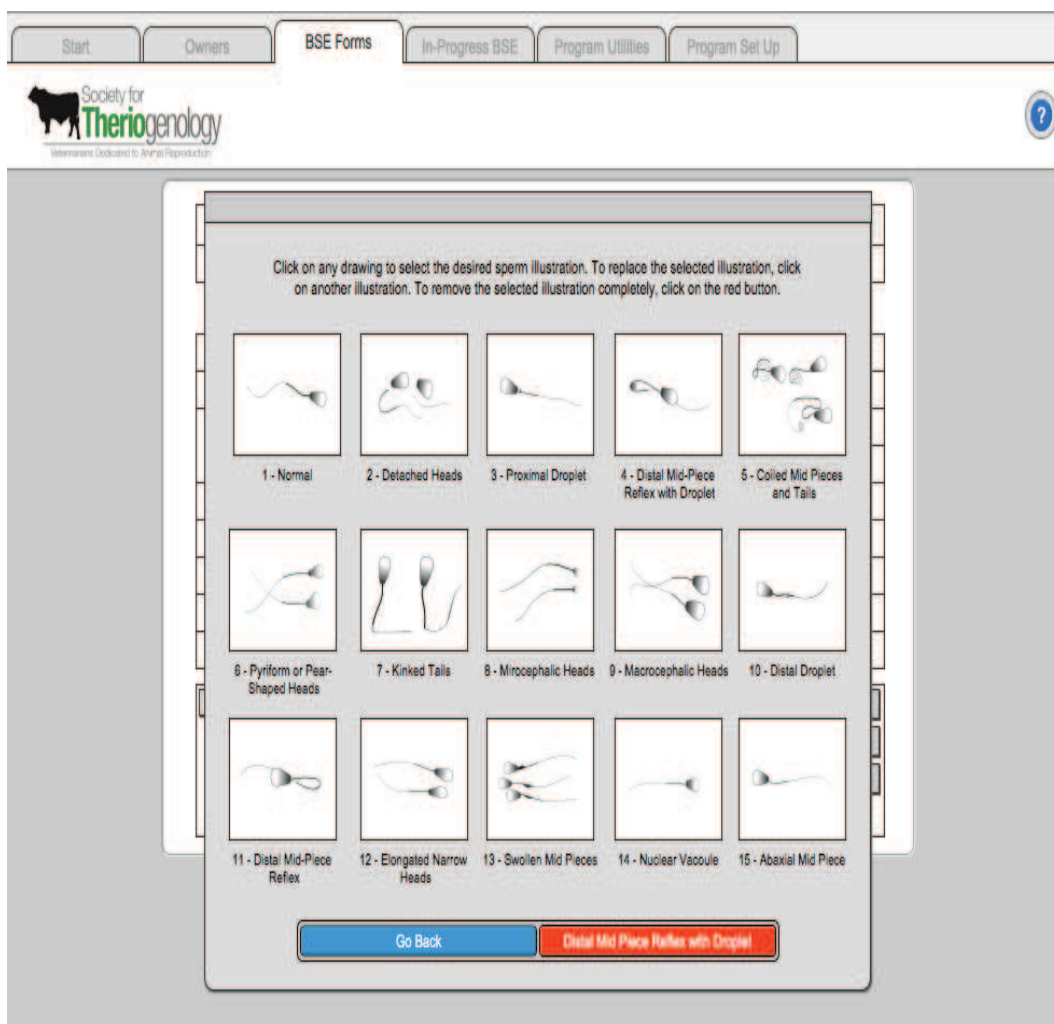 Start
Owners
BSE Forms
In-Progress BSE
Program Utilities
Program Set Up
Society for
Theriogenology
Veterinarians Dedicated to Animal Reproduction
?
Click on any drawing to select the desired sperm illustration. To replace the selected illustration, click
on another illustration. To remove the selected illustration completely, click on the red button.
1 - Normal
2 - Detached Heads
3 - Proximal Droplet
4 - Distal Mid-Piece
Reflex with Droplet
5 - Coiled Mid Pieces
and Tails
6 - Pyriform or Pear-
Shaped Heads
7 - Kinked Tails
8 - Mirocephalic Heads
9 - Macrocephalic Heads
10 - Distal Droplet
11 - Distal Mid-Piece
Reflex
12 - Elongated Narrow
Heads
13 - Swollen Mid Pieces
14 - Nuclear Vacoule
15 - Abaxial Mid Piece
Go Back
Distal Mid Piece Reflex with Droplet